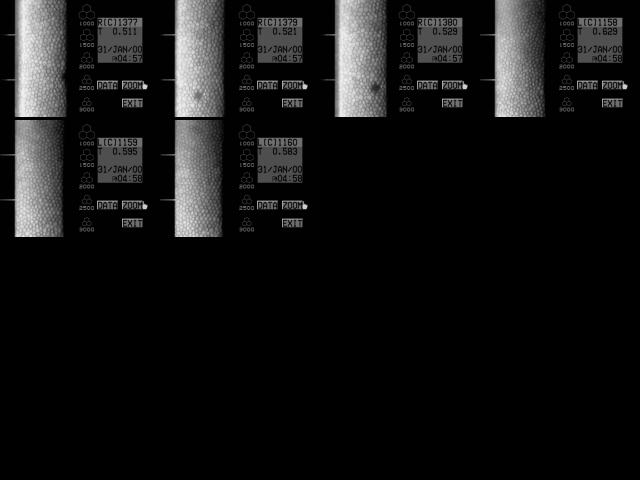 1000
R(C)1377
T 0.511
1500
31/JAN/00
2000
04:57
2500
DATA ZOOM
3000
EXIT
1000
R(C)1379
T 0.521
1500
31/JAN/00
2000
04:57
2500
DATA ZOOM
3000
EXIT
1000
R(C)1380
T 0.529
1500
31/JAN/00
2000
04:57
2500
DATA ZOOM
3000
EXIT
1000
L(C)1158
T 0.629
1500
31/JAN/00
2000
04:58
2500
DATA ZOOM
3000
EXIT
1000
L(C)1159
T 0.595
1500
31/JAN/00
2000
04:58
2500
DATA ZOOM
3000
EXIT
1000
L(C)1160
T 0.583
1500
31/JAN/00
2000
04:58
2500
DATA ZOOM
3000
EXIT